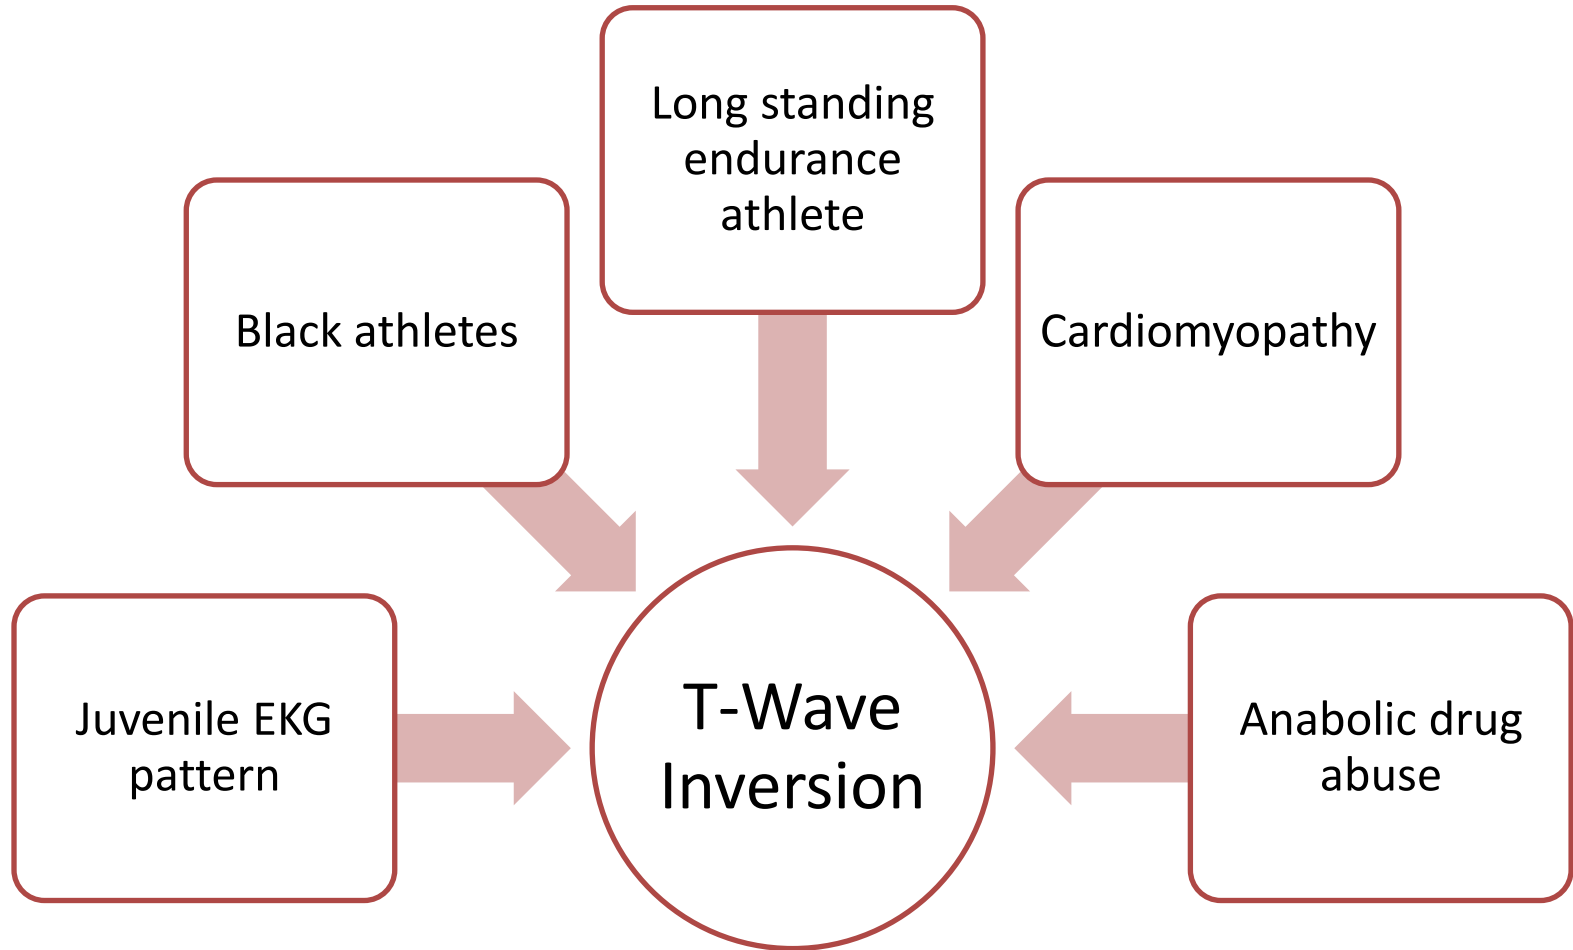 Long standing
endurance
athlete
Black athletes
Cardiomyopathy
Juvenile EKG
pattern
T-Wave
Inversion
Anabolic drug
abuse